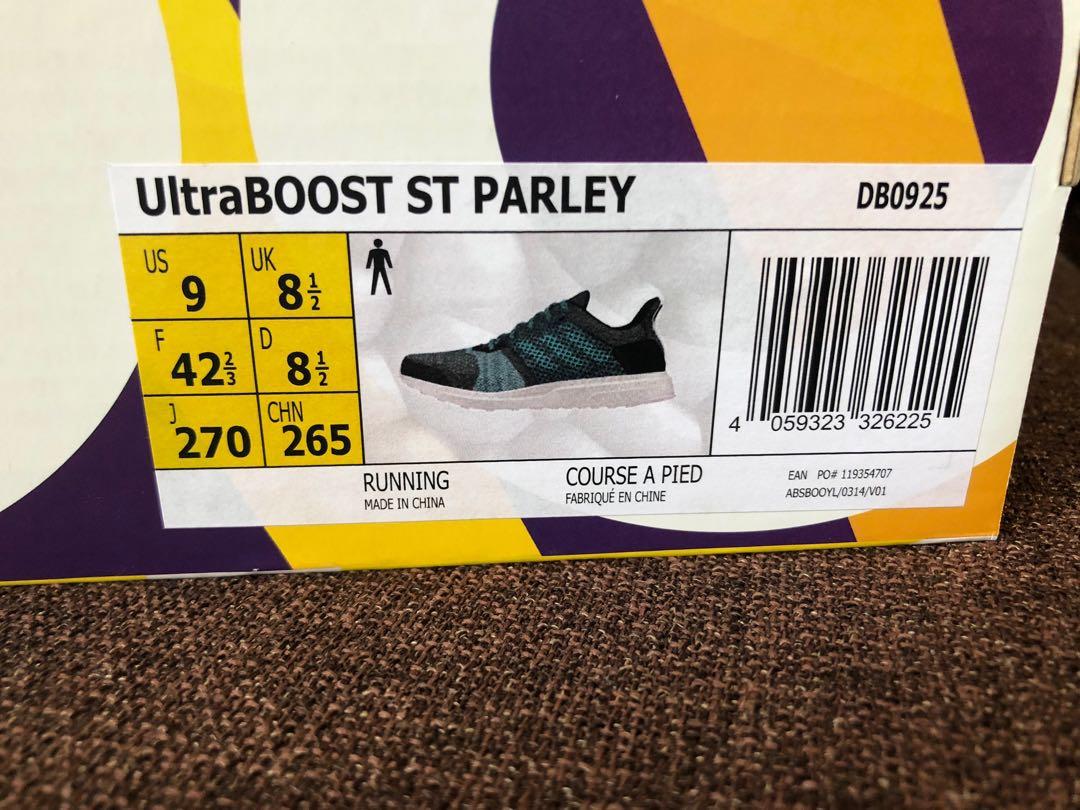 UltraBOOST ST PARLEY DB0925
US 9 UK 8 1/2
F 42 2/3 D 8 1/2
J 270 CHN 265
4 059323 326225
RUNNING COURSE A PIED EAN PO# 119354707
MADE IN CHINA FABRIQUÉ EN CHINE ABSBOOYL/0314/V01